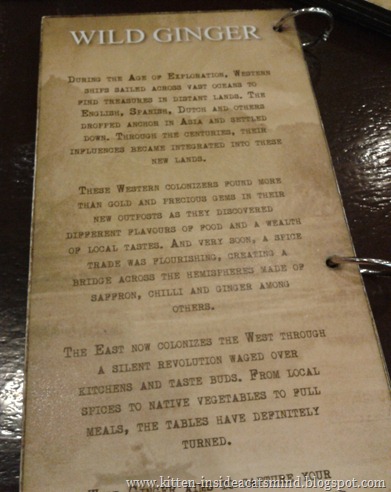 WILD GINGER
DURING THE AGE OF EXPLORATION, WESTERN
SHIPS SAILED ACROSS VAST OCEANS TO
FIND TREASURES IN DISTANT LANDS. THE
ENGLISH, SPANISH, DUTCH AND OTHERS
DROPPED ANCHOR IN ASIA AND SETTLED
DOWN. THROUGH THE CENTURIES, THEIR
INFLUENCES BECAME INTEGRATED INTO THESE
NEW LANDS.
THESE WESTERN COLONIZERS FOUND MORE
THAN GOLD AND PRECIOUS GEMS IN THEIR
NEW OUTPOSTS AS THEY DISCOVERED
DIFFERENT FLAVOURS OF FOOD AND A WEALTH
OF LOCAL TASTES. AND VERY SOON, A SPICE
TRADE WAS FLOURISHING, CREATING A
BRIDGE ACROSS THE HEMISPHERES MADE OF
SAFFRON, CHILLI AND GINGER AMONG
OTHERS.
THE EAST NOW COLONIZES THE WEST THROUGH
A SILENT REVOLUTION WAGED OVER
KITCHENS AND TASTE BUDS. FROM LOCAL
SPICES TO NATIVE VEGETABLES TO FULL
MEALS, THE TABLES HAVE DEFINITELY
TURNED.
YOUR
www.kitten-insideacatsmind.blogspot.com